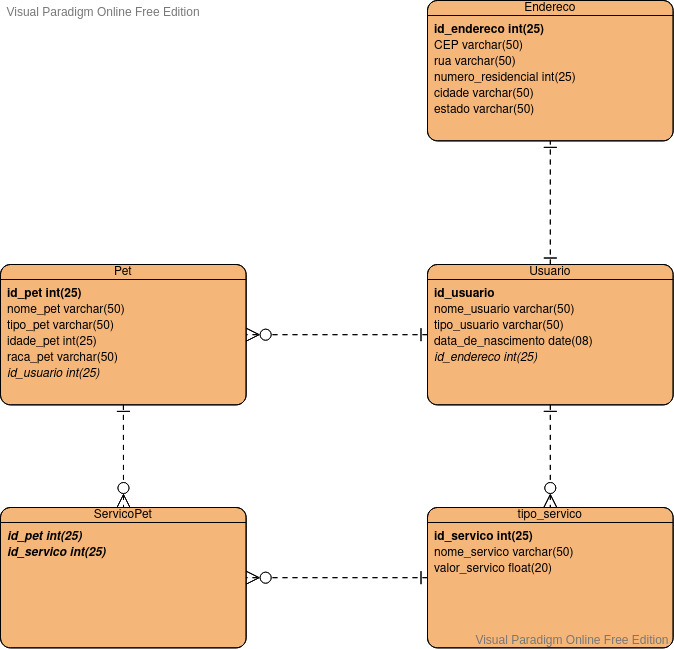 Visual Paradigm Online Free Edition
Endereco
id_endereco int(25)
CEP varchar(50)
rua varchar(50)
numero_residencial int(25)
cidade varchar(50)
estado varchar(50)
Pet
id_pet int(25)
nome_pet varchar(50)
tipo_pet varchar(50)
idade_pet int(25)
raca_pet varchar(50)
id_usuario int(25)
Usuario
id_usuario
nome_usuario varchar(50)
tipo_usuario varchar(50)
data_de_nascimento date(08)
id_endereco int(25)
ServicoPet
id_pet int(25)
id_servico int(25)
tipo_servico
id_servico int(25)
nome_servico varchar(50)
valor_servico float(20)
Visual Paradigm Online Free Edition